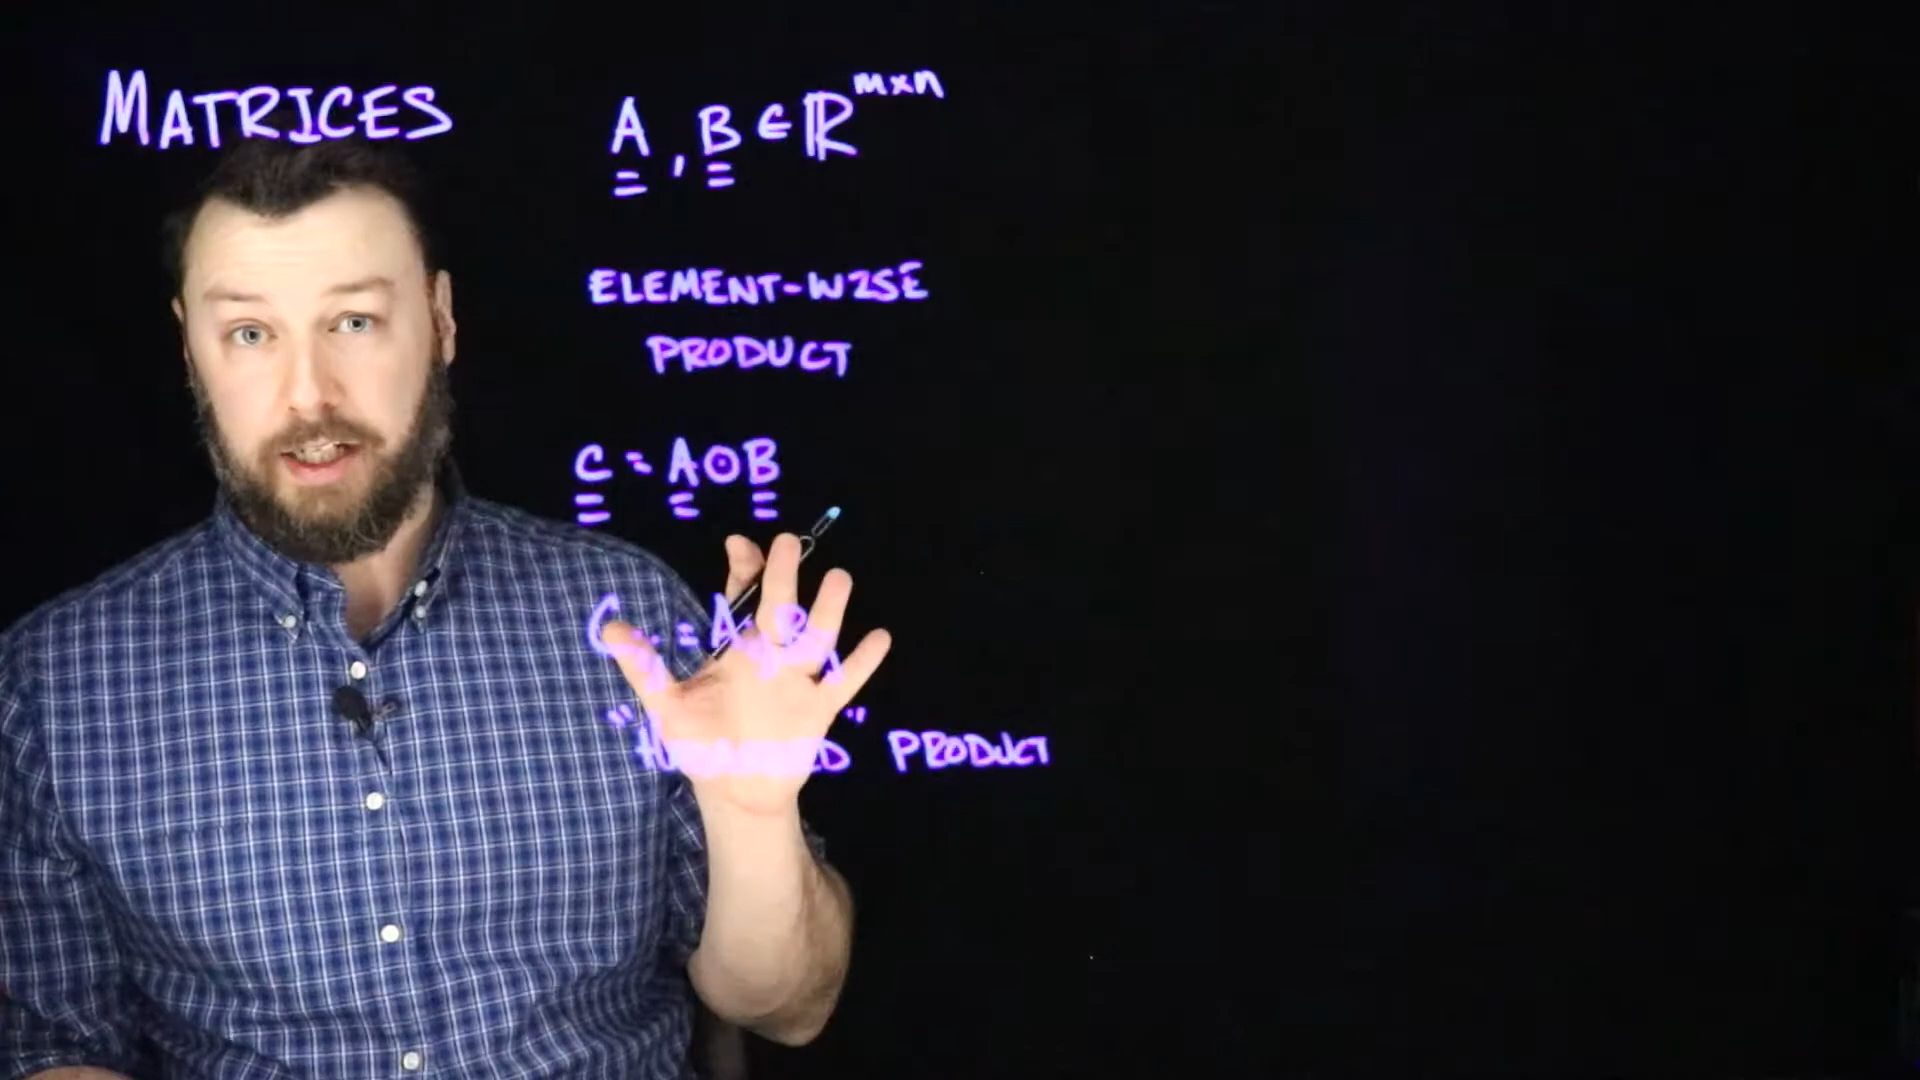 MATRICES
A, B ∈ ℝ^{m×n}
ELEMENT-WISE
PRODUCT
C = A ⊙ B
C = A B
" " PRODUCT